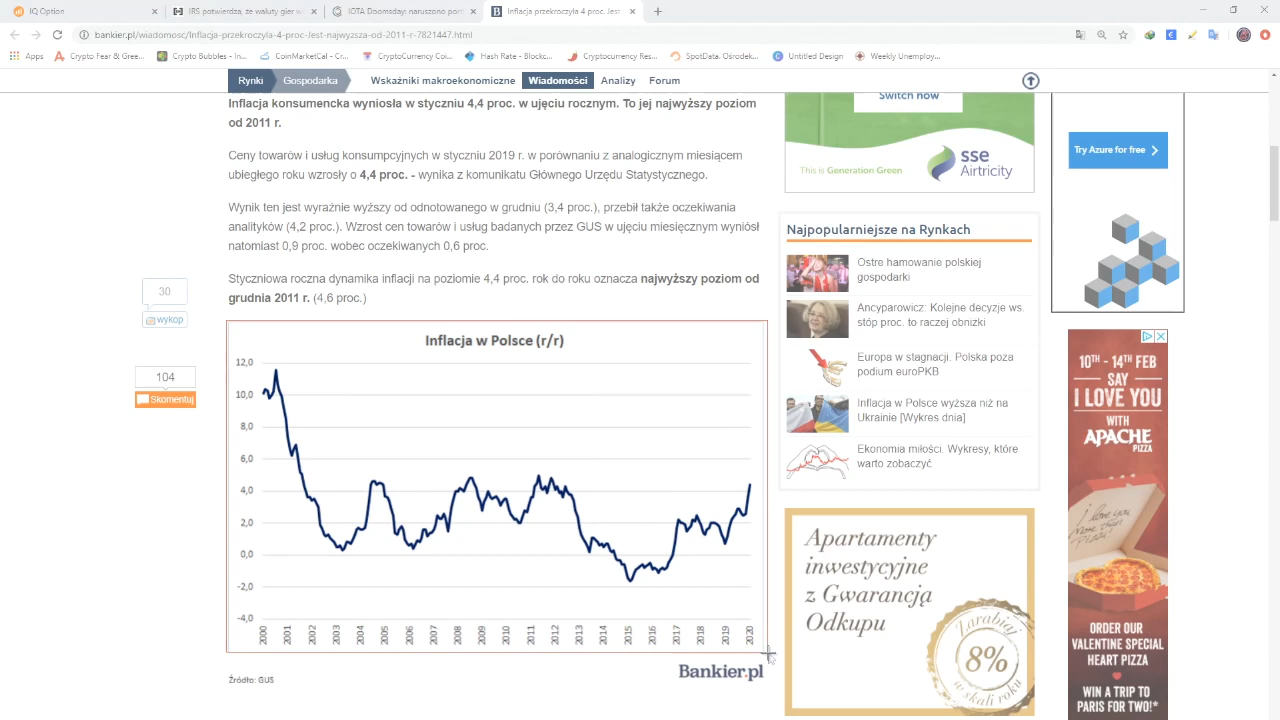 IQ Option
IRS potwierdza, że waluty gier w
IOTA Doomsday: naruszono port
Inflacja przekroczyła 4 proc. Jest
bankier.pl/wiadomosc/Inflacja-przekroczyla-4-proc-Jest-najwyzsza-od-2011-r-7821447.html
Apps
Crypto Fear & Gree...
Crypto Bubbles - In...
CoinMarketCal - Cr...
CryptoCurrency Coi...
Hash Rate - Blockc...
Cryptocurrency Res...
SpotData. Ośrodek...
Untitled Design
Weekly Unemploy...
Rynki
Gospodarka
Wskaźniki makroekonomiczne
Wiadomości
Analizy
Forum
Inflacja konsumencka wyniosła w styczniu 4,4 proc. w ujęciu rocznym. To jej najwyższy poziom
od 2011 r.
Ceny towarów i usług konsumpcyjnych w styczniu 2019 r. w porównaniu z analogicznym miesiącem
ubiegłego roku wzrosły o 4,4 proc. - wynika z komunikatu Głównego Urzędu Statystycznego.
Wynik ten jest wyraźnie wyższy od odnotowanego w grudniu (3,4 proc.), przebił także oczekiwania
analityków (4,2 proc.). Wzrost cen towarów i usług badanych przez GUS w ujęciu miesięcznym wyniósł
natomiast 0,9 proc. wobec oczekiwanych 0,6 proc.
Styczniowa roczna dynamika inflacji na poziomie 4,4 proc. rok do roku oznacza najwyższy poziom od
grudnia 2011 r. (4,6 proc.)
30
wykop
104
Skomentuj
Inflacja w Polsce (r/r)
12,0
10,0
8,0
6,0
4,0
2,0
0,0
-2,0
-4,0
2000
2001
2002
2003
2004
2005
2006
2007
2008
2009
2010
2011
2012
2013
2014
2015
2016
2017
2018
2019
2020
Bankier.pl
Źródło: GUS
Switch now
This is Generation Green
sse
Airtricity
Najpopularniejsze na Rynkach
Ostre hamowanie polskiej
gospodarki
Ancyparowicz: Kolejne decyzje ws.
stóp proc. to raczej obniżki
Europa w stagnacji. Polska poza
podium euroPKB
Inflacja w Polsce wyższa niż na
Ukrainie [Wykres dnia]
Ekonomia miłości. Wykresy, które
warto zobaczyć
Apartamenty
inwestycyjne
z Gwarancją
Odkupu
Zarabiaj
8%
w skali roku
Try Azure for free
10TH - 14TH FEB
SAY
I LOVE YOU
WITH
APACHE
PIZZA
I love you
more than
Pizza!
ORDER OUR
VALENTINE SPECIAL
HEART PIZZA
WIN A TRIP TO
PARIS FOR TWO!*